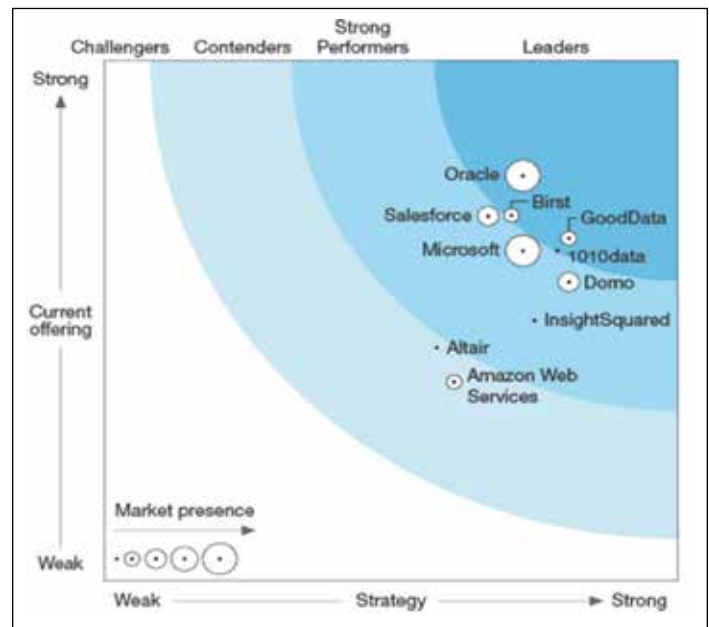 Challengers
Contenders
Strong
Performers
Leaders
Strong
Oracle
Birst
Salesforce
GoodData
Microsoft
1010data
Domo
Current
offering
InsightSquared
Altair
Amazon Web
Services
Market presence
Weak
Weak
Strategy
Strong